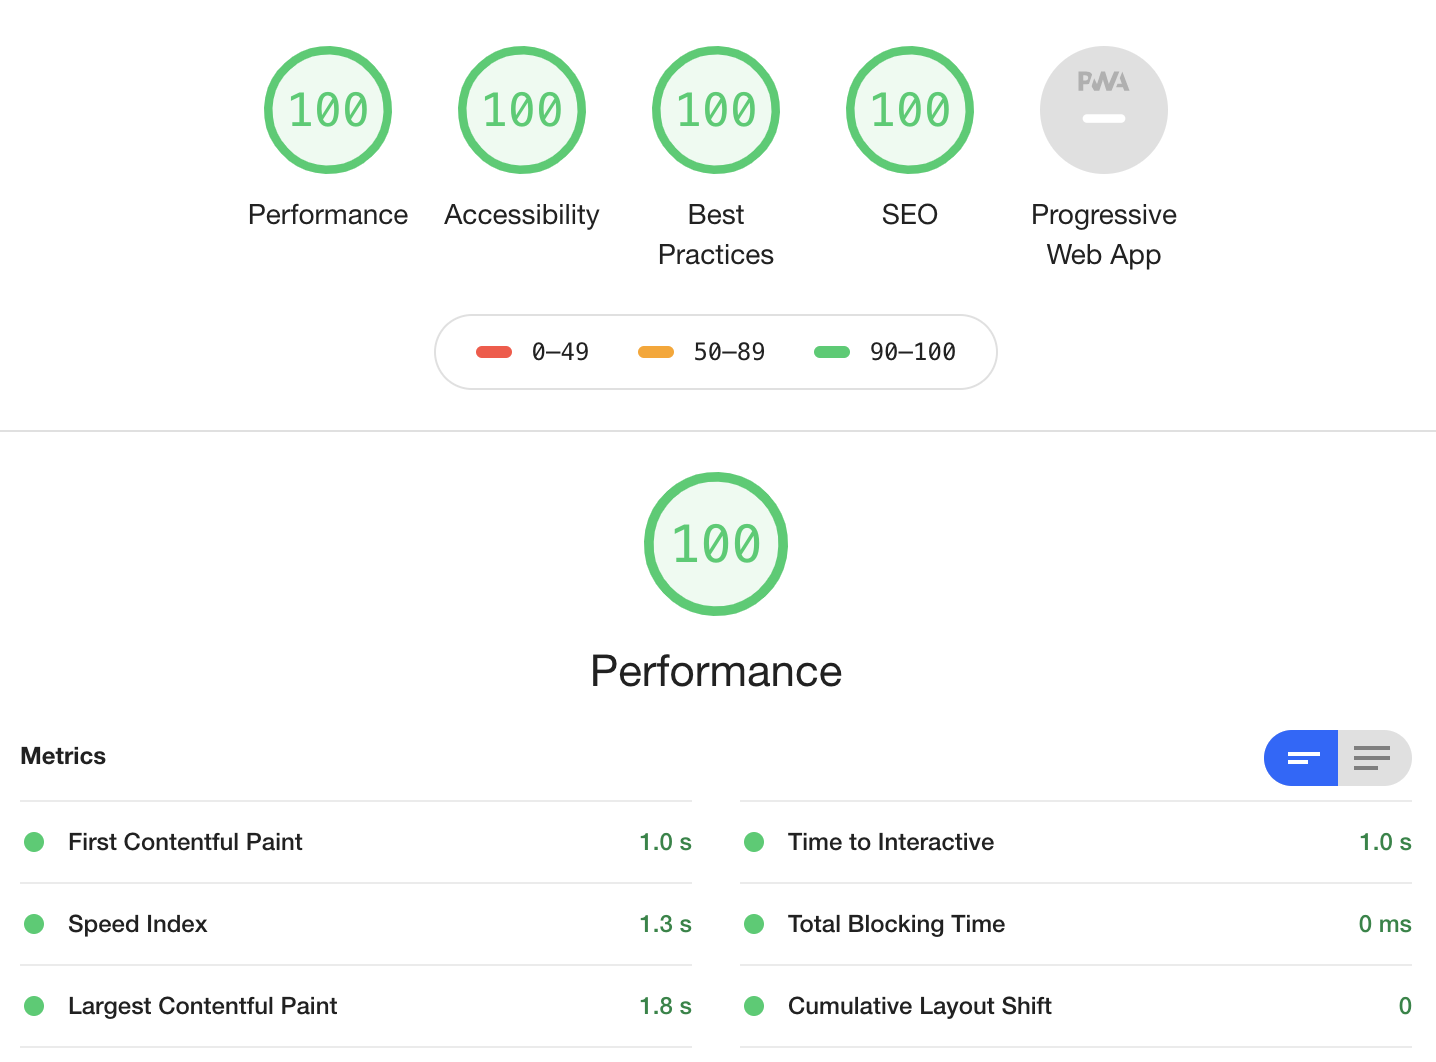 100 100 100 100 PWA
Performance Accessibility Best Practices SEO Progressive Web App
0–49 50–89 90–100
100
Performance
Metrics
First Contentful Paint 1.0 s
Time to Interactive 1.0 s
Speed Index 1.3 s
Total Blocking Time 0 ms
Largest Contentful Paint 1.8 s
Cumulative Layout Shift 0